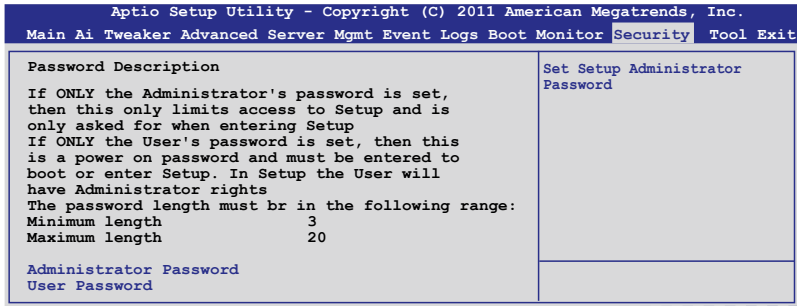 Aptio Setup Utility - Copyright (C) 2011 American Megatrends, Inc.
Main Ai Tweaker Advanced Server Mgmt Event Logs Boot Monitor Security Tool Exit
Password Description
If ONLY the Administrator's password is set,
then this only limits access to Setup and is
only asked for when entering Setup
If ONLY the User's password is set, then this
is a power on password and must be entered to
boot or enter Setup. In Setup the User will
have Administrator rights
The password length must br in the following range:
Minimum length 3
Maximum length 20
Administrator Password
User Password
Set Setup Administrator
Password